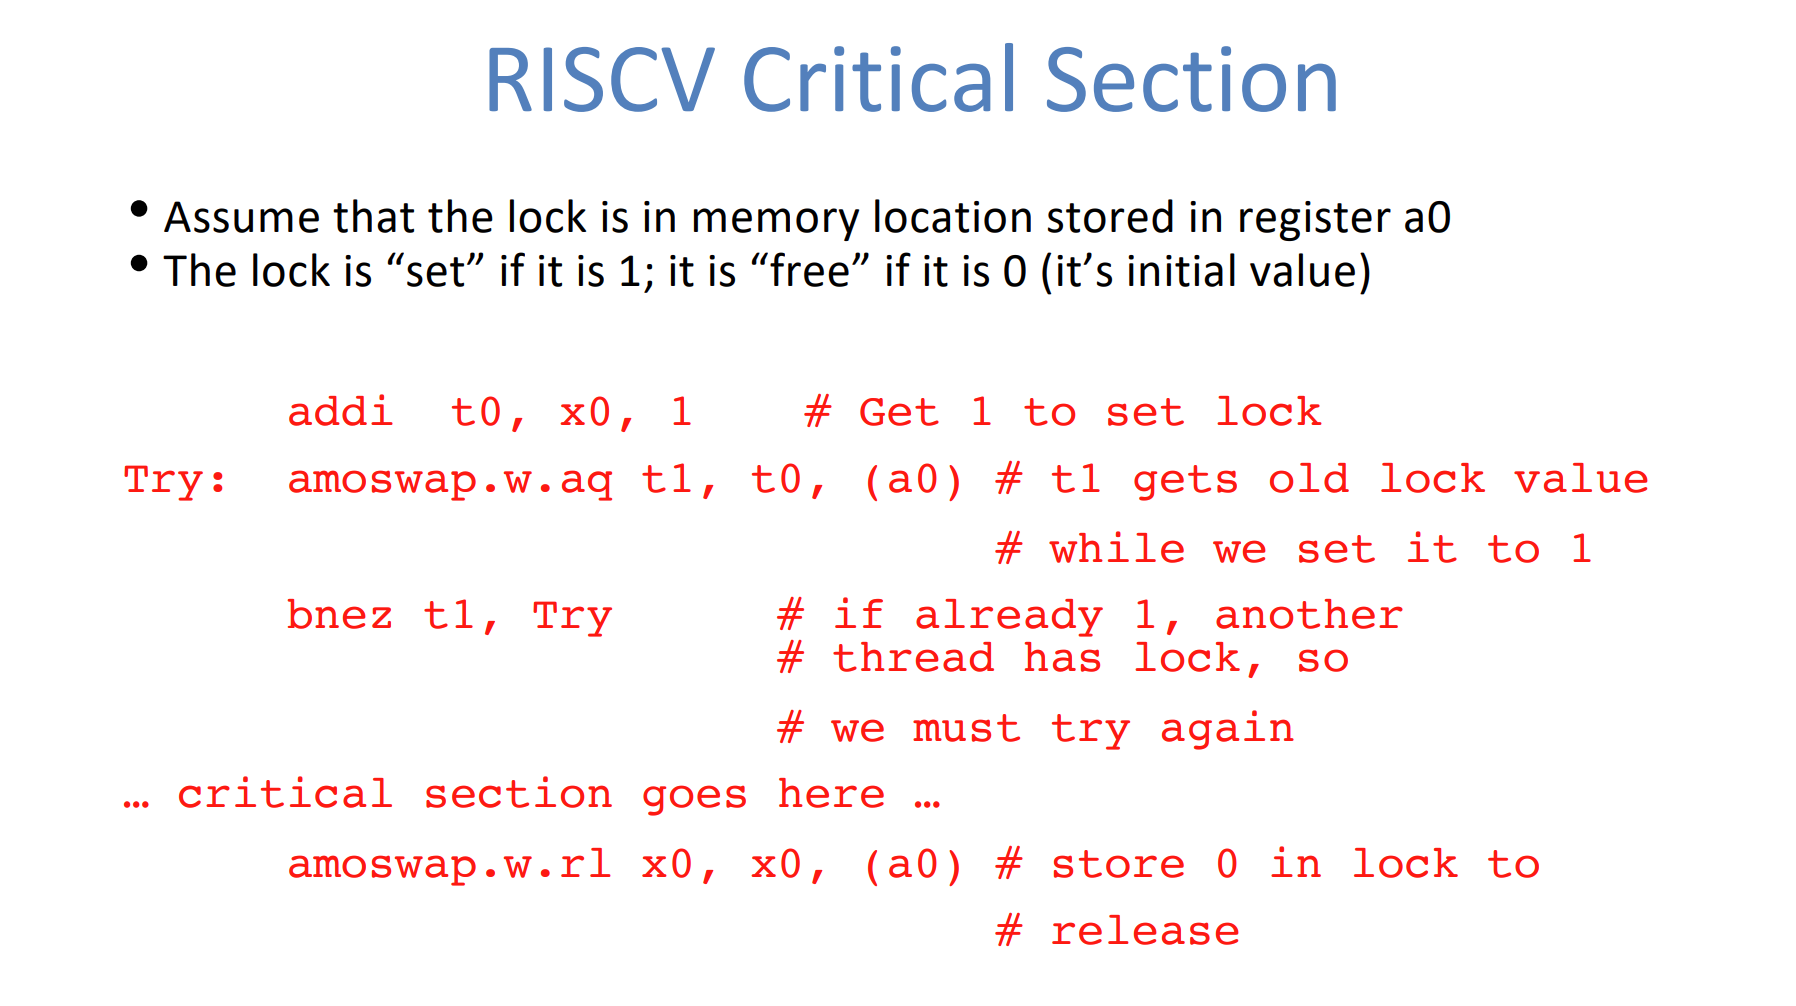 RISCV Critical Section
• Assume that the lock is in memory location stored in register a0
• The lock is “set” if it is 1; it is “free” if it is 0 (it’s initial value)
addi t0, x0, 1 # Get 1 to set lock
Try: amoswap.w.aq t1, t0, (a0) # t1 gets old lock value
# while we set it to 1
bnez t1, Try # if already 1, another
# thread has lock, so
# we must try again
… critical section goes here …
amoswap.w.rl x0, x0, (a0) # store 0 in lock to
# release